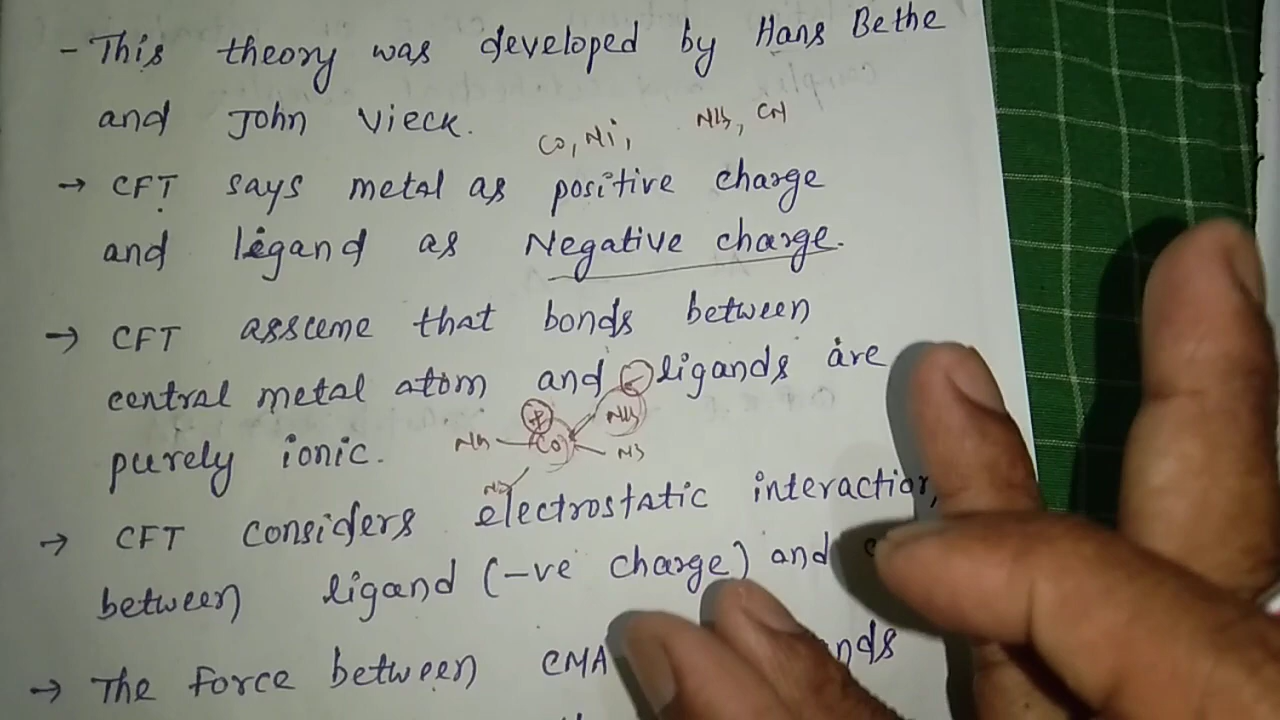 - This theory was developed by Hans Bethe
and John Vieck.
Co, Ni, NH3, CN
→ CFT says metal as positive charge
and ligand as Negative charge.
→ CFT assume that bonds between
central metal atom and ligands are
purely ionic.
+ -
NH3 Co NH3
→ CFT considers electrostatic interaction
between ligand (-ve charge) and
→ The Force between CMA